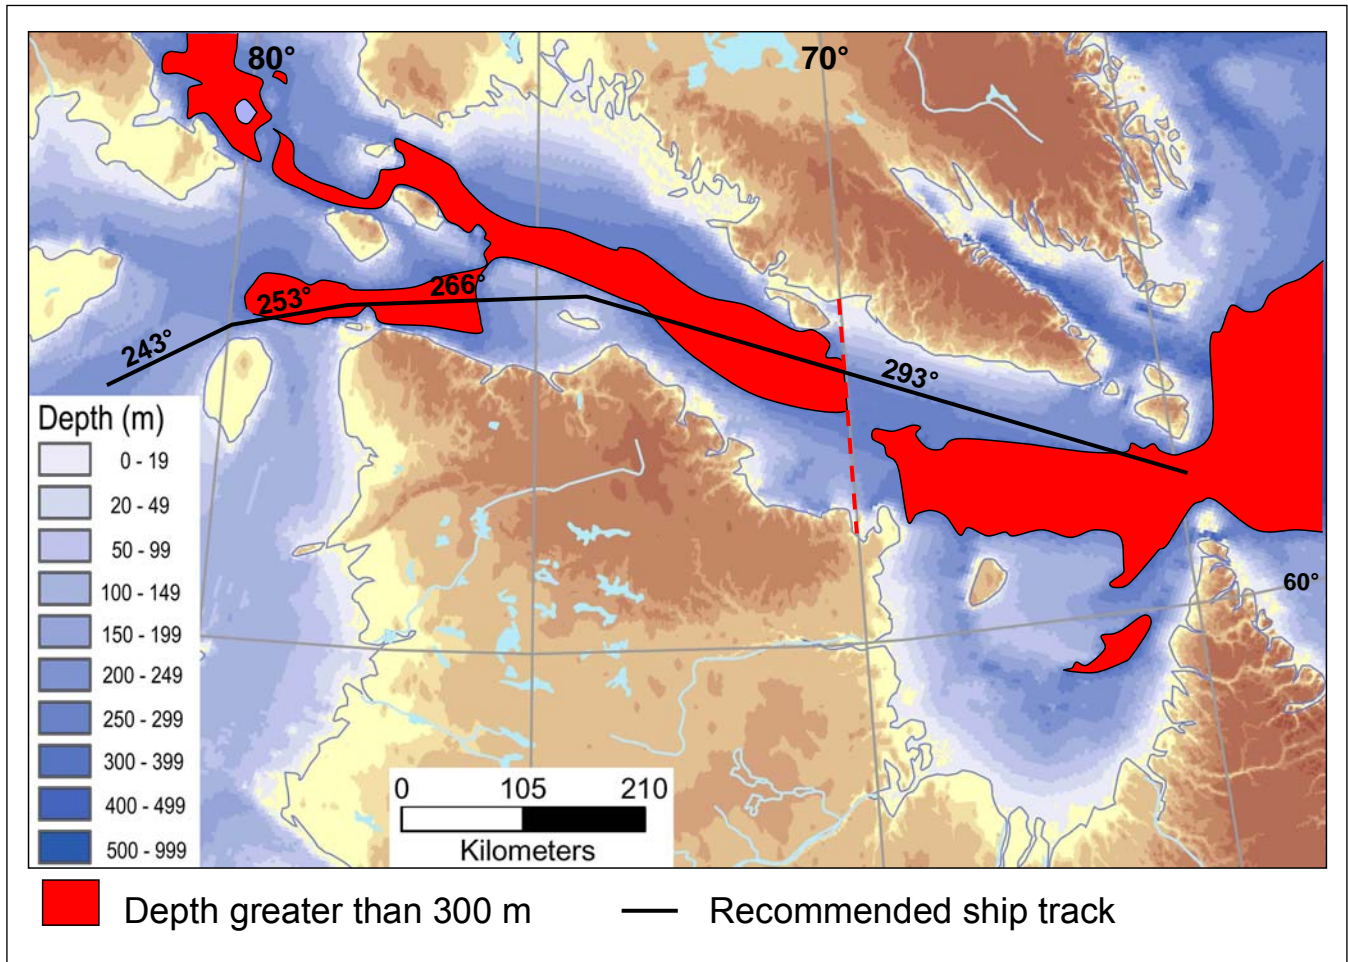 80°
70°
266°
253°
243°
293°
60°
Depth (m)
0 - 19
20 - 49
50 - 99
100 - 149
150 - 199
200 - 249
250 - 299
300 - 399
400 - 499
500 - 999
0 105 210
Kilometers
Depth greater than 300 m
Recommended ship track